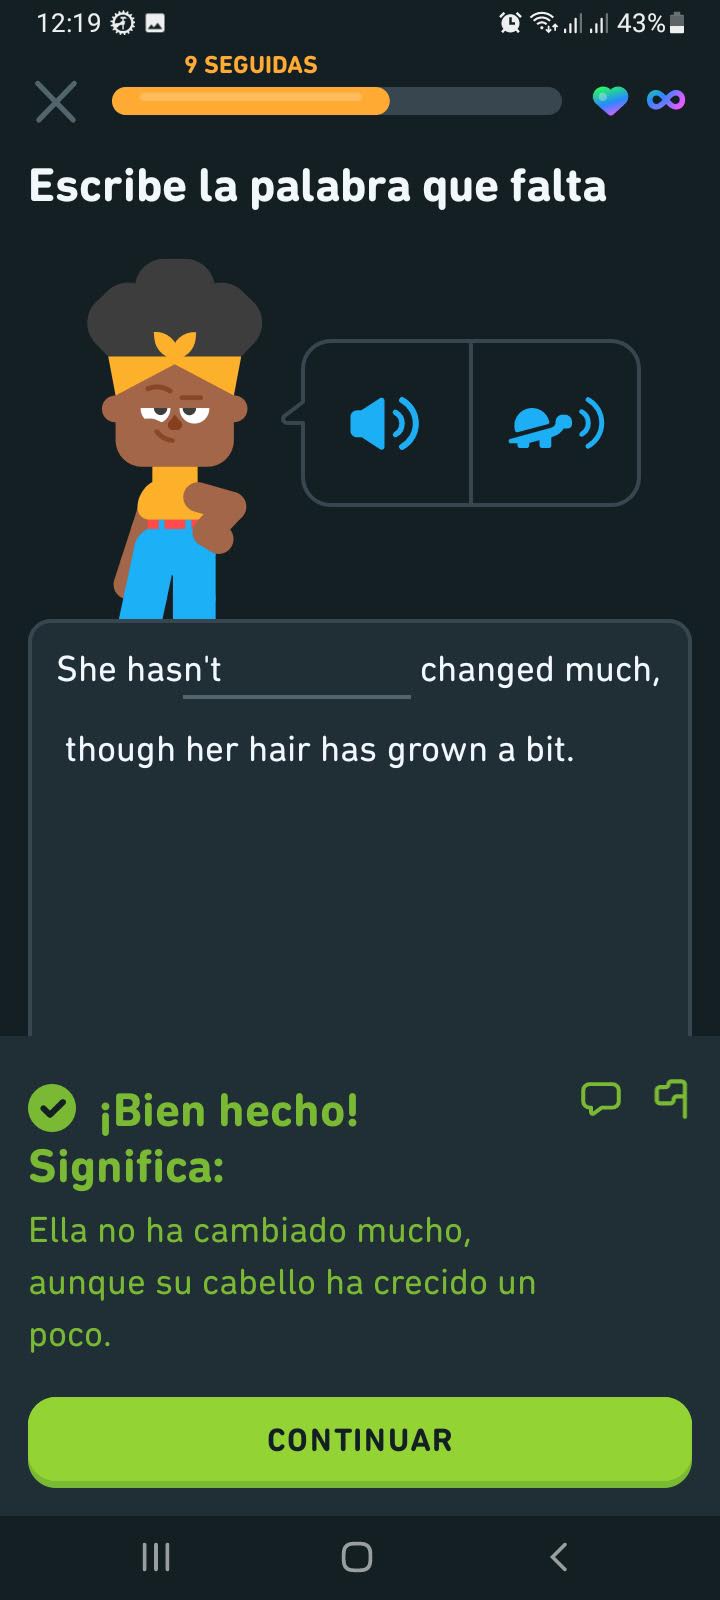 12:19 43%
9 SEGUIDAS
Escribe la palabra que falta
She hasn't changed much,
though her hair has grown a bit.
¡Bien hecho!
Significa:
Ella no ha cambiado mucho,
aunque su cabello ha crecido un
poco.
CONTINUAR